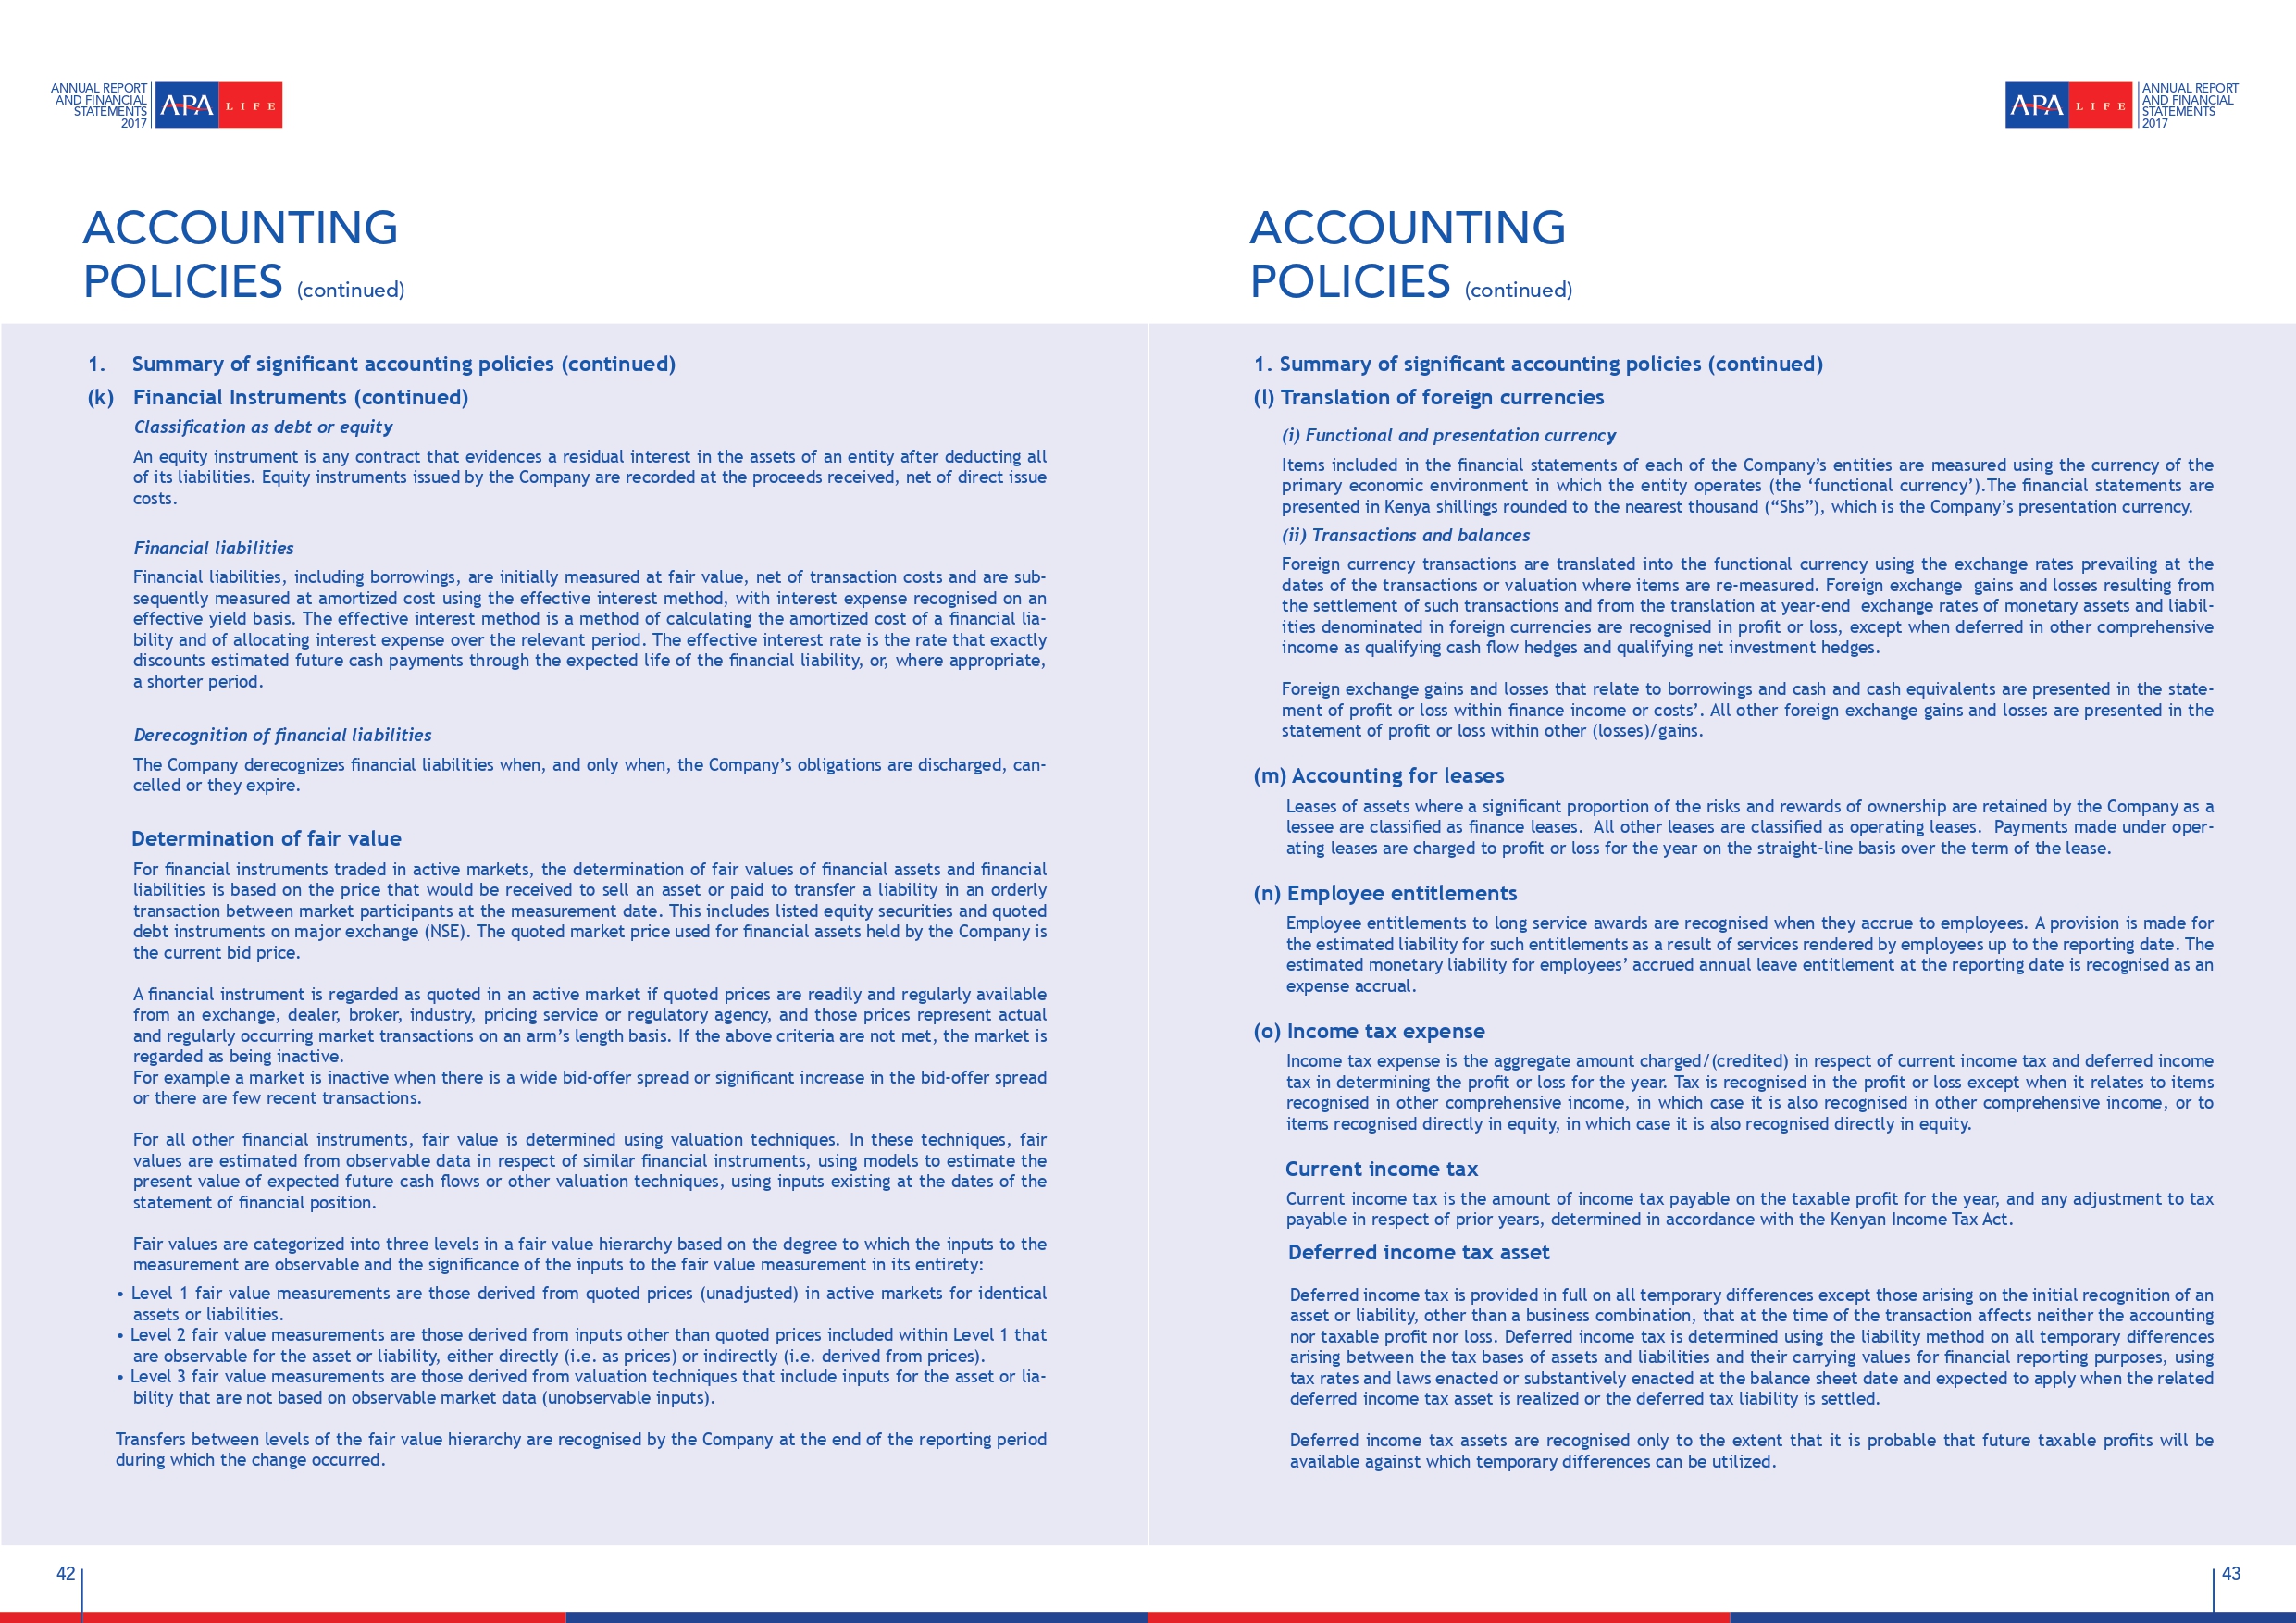 ANNUAL REPORT
AND FINANCIAL
STATEMENTS
2017
APA LIFE
ACCOUNTING
POLICIES (continued)
1. Summary of significant accounting policies (continued)
(k) Financial Instruments (continued)
Classification as debt or equity
An equity instrument is any contract that evidences a residual interest in the assets of an entity after deducting all
of its liabilities. Equity instruments issued by the Company are recorded at the proceeds received, net of direct issue
costs.
Financial liabilities
Financial liabilities, including borrowings, are initially measured at fair value, net of transaction costs and are sub-
sequently measured at amortized cost using the effective interest method, with interest expense recognised on an
effective yield basis. The effective interest method is a method of calculating the amortized cost of a financial lia-
bility and of allocating interest expense over the relevant period. The effective interest rate is the rate that exactly
discounts estimated future cash payments through the expected life of the financial liability, or, where appropriate,
a shorter period.
Derecognition of financial liabilities
The Company derecognizes financial liabilities when, and only when, the Company’s obligations are discharged, can-
celled or they expire.
Determination of fair value
For financial instruments traded in active markets, the determination of fair values of financial assets and financial
liabilities is based on the price that would be received to sell an asset or paid to transfer a liability in an orderly
transaction between market participants at the measurement date. This includes listed equity securities and quoted
debt instruments on major exchange (NSE). The quoted market price used for financial assets held by the Company is
the current bid price.
A financial instrument is regarded as quoted in an active market if quoted prices are readily and regularly available
from an exchange, dealer, broker, industry, pricing service or regulatory agency, and those prices represent actual
and regularly occurring market transactions on an arm’s length basis. If the above criteria are not met, the market is
regarded as being inactive.
For example a market is inactive when there is a wide bid-offer spread or significant increase in the bid-offer spread
or there are few recent transactions.
For all other financial instruments, fair value is determined using valuation techniques. In these techniques, fair
values are estimated from observable data in respect of similar financial instruments, using models to estimate the
present value of expected future cash flows or other valuation techniques, using inputs existing at the dates of the
statement of financial position.
Fair values are categorized into three levels in a fair value hierarchy based on the degree to which the inputs to the
measurement are observable and the significance of the inputs to the fair value measurement in its entirety:
• Level 1 fair value measurements are those derived from quoted prices (unadjusted) in active markets for identical
assets or liabilities.
• Level 2 fair value measurements are those derived from inputs other than quoted prices included within Level 1 that
are observable for the asset or liability, either directly (i.e. as prices) or indirectly (i.e. derived from prices).
• Level 3 fair value measurements are those derived from valuation techniques that include inputs for the asset or lia-
bility that are not based on observable market data (unobservable inputs).
Transfers between levels of the fair value hierarchy are recognised by the Company at the end of the reporting period
during which the change occurred.
42
APA LIFE
ANNUAL REPORT
AND FINANCIAL
STATEMENTS
2017
ACCOUNTING
POLICIES (continued)
1. Summary of significant accounting policies (continued)
(l) Translation of foreign currencies
(i) Functional and presentation currency
Items included in the financial statements of each of the Company’s entities are measured using the currency of the
primary economic environment in which the entity operates (the ‘functional currency’).The financial statements are
presented in Kenya shillings rounded to the nearest thousand (“Shs”), which is the Company’s presentation currency.
(ii) Transactions and balances
Foreign currency transactions are translated into the functional currency using the exchange rates prevailing at the
dates of the transactions or valuation where items are re-measured. Foreign exchange gains and losses resulting from
the settlement of such transactions and from the translation at year-end exchange rates of monetary assets and liabil-
ities denominated in foreign currencies are recognised in profit or loss, except when deferred in other comprehensive
income as qualifying cash flow hedges and qualifying net investment hedges.
Foreign exchange gains and losses that relate to borrowings and cash and cash equivalents are presented in the state-
ment of profit or loss within finance income or costs’. All other foreign exchange gains and losses are presented in the
statement of profit or loss within other (losses)/gains.
(m) Accounting for leases
Leases of assets where a significant proportion of the risks and rewards of ownership are retained by the Company as a
lessee are classified as finance leases. All other leases are classified as operating leases. Payments made under oper-
ating leases are charged to profit or loss for the year on the straight-line basis over the term of the lease.
(n) Employee entitlements
Employee entitlements to long service awards are recognised when they accrue to employees. A provision is made for
the estimated liability for such entitlements as a result of services rendered by employees up to the reporting date. The
estimated monetary liability for employees’ accrued annual leave entitlement at the reporting date is recognised as an
expense accrual.
(o) Income tax expense
Income tax expense is the aggregate amount charged/(credited) in respect of current income tax and deferred income
tax in determining the profit or loss for the year. Tax is recognised in the profit or loss except when it relates to items
recognised in other comprehensive income, in which case it is also recognised in other comprehensive income, or to
items recognised directly in equity, in which case it is also recognised directly in equity.
Current income tax
Current income tax is the amount of income tax payable on the taxable profit for the year, and any adjustment to tax
payable in respect of prior years, determined in accordance with the Kenyan Income Tax Act.
Deferred income tax asset
Deferred income tax is provided in full on all temporary differences except those arising on the initial recognition of an
asset or liability, other than a business combination, that at the time of the transaction affects neither the accounting
nor taxable profit nor loss. Deferred income tax is determined using the liability method on all temporary differences
arising between the tax bases of assets and liabilities and their carrying values for financial reporting purposes, using
tax rates and laws enacted or substantively enacted at the balance sheet date and expected to apply when the related
deferred income tax asset is realized or the deferred tax liability is settled.
Deferred income tax assets are recognised only to the extent that it is probable that future taxable profits will be
available against which temporary differences can be utilized.
43